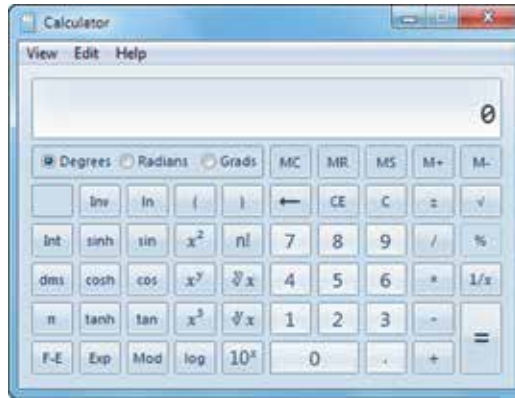 Calculator
View Edit Help
0
Degrees Radians Grads MC MR MS M+ M-
Inv ln ( ) ← CE C ± √
Int sinh sin x² n! 7 8 9 / %
dms cosh cos xʸ ʸ√x 4 5 6 * 1/x
π tanh tan x³ ³√x 1 2 3 - =
F-E Exp Mod log 10ˣ 0 . +